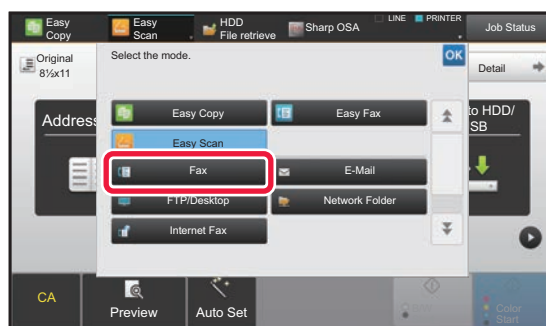 Easy Copy
Easy Scan
HDD File retrieve
Sharp OSA
LINE
PRINTER
Job Status
Original
8½x11
Select the mode.
OK
Detail
Address
to HDD/
SB
Easy Copy
Easy Fax
Easy Scan
Fax
E-Mail
FTP/Desktop
Network Folder
Internet Fax
CA
Preview
Auto Set
Color
Start